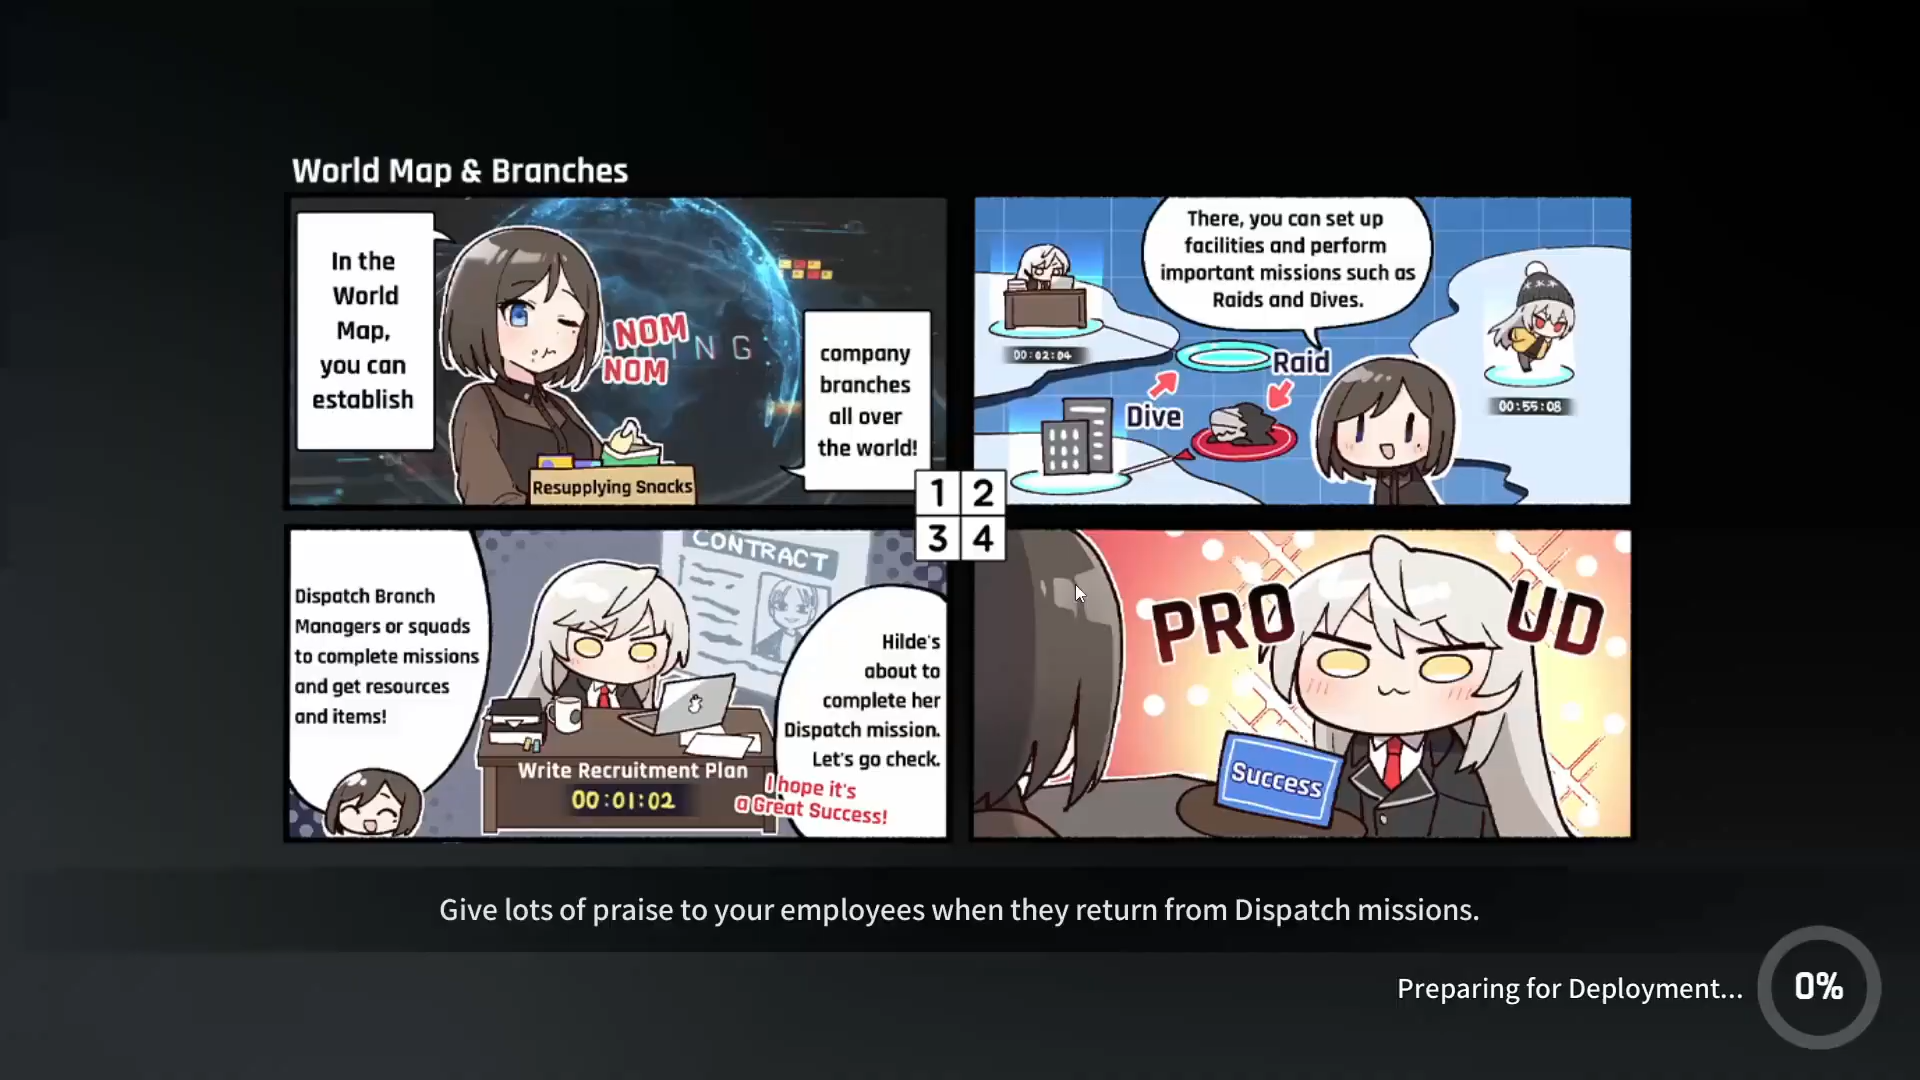 World Map & Branches
In the
World
Map,
you can
establish
NOM
NOM
company
branches
all over
the world!
Resupplying Snacks
There, you can set up
facilities and perform
important missions such as
Raids and Dives.
00:02:04
Raid
Dive
00:55:08
1 2
3 4
Dispatch Branch
Managers or squads
to complete missions
and get resources
and items!
CONTRACT
Hilde's
about to
complete her
Dispatch mission.
Let's go check.
Write Recruitment Plan
00:01:02
I hope it's
a Great Success!
PROUD
Success
Give lots of praise to your employees when they return from Dispatch missions.
Preparing for Deployment...
0%